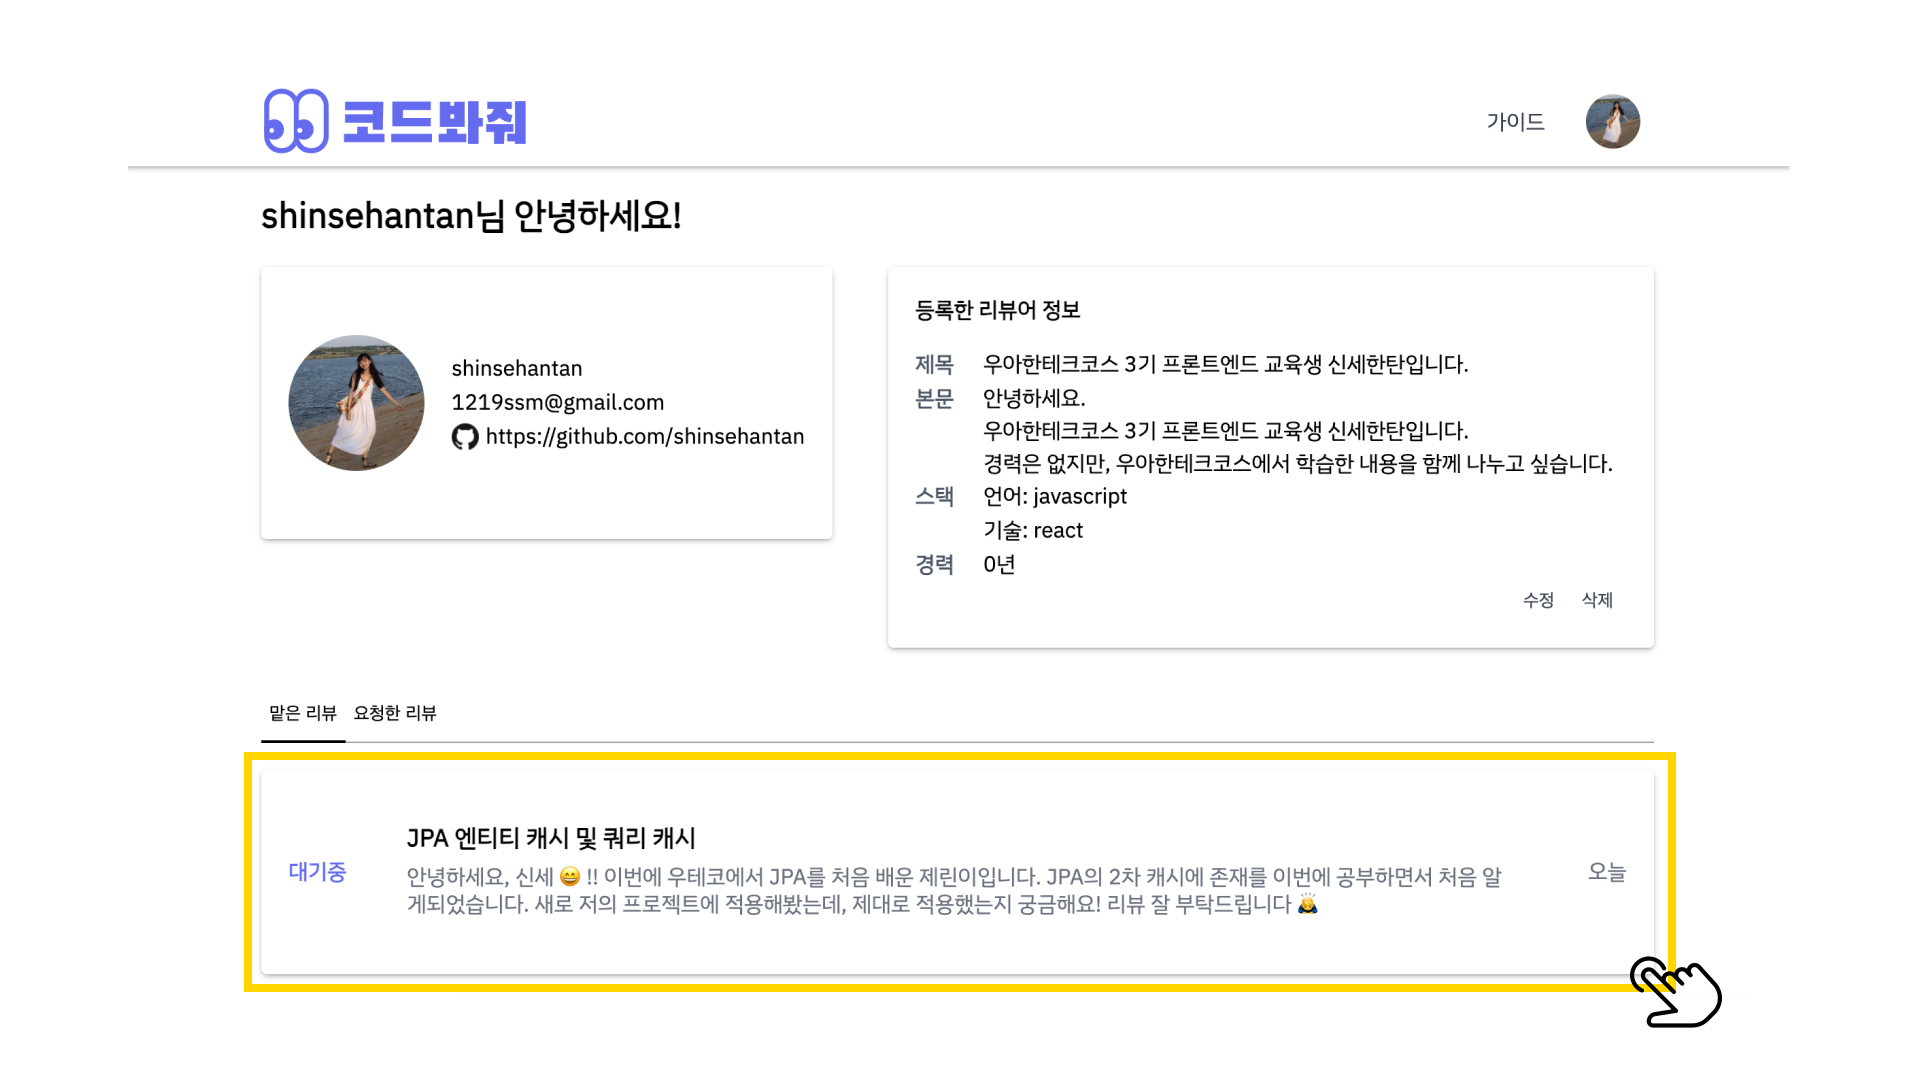 코드봐줘
가이드
shinsehantan님 안녕하세요!
shinsehantan
1219ssm@gmail.com
https://github.com/shinsehantan
등록한 리뷰어 정보
제목 우아한테크코스 3기 프론트엔드 교육생 신세한탄입니다.
본문 안녕하세요.
우아한테크코스 3기 프론트엔드 교육생 신세한탄입니다.
경력은 없지만, 우아한테크코스에서 학습한 내용을 함께 나누고 싶습니다.
스택 언어: javascript
기술: react
경력 0년
수정 삭제
맡은 리뷰 요청한 리뷰
JPA 엔티티 캐시 및 쿼리 캐시
대기중
안녕하세요, 신세 😄 !! 이번에 우테코에서 JPA를 처음 배운 제린이입니다. JPA의 2차 캐시에 존재를 이번에 공부하면서 처음 알
게되었습니다. 새로 저의 프로젝트에 적용해봤는데, 제대로 적용했는지 궁금해요! 리뷰 잘 부탁드립니다 🙇
오늘